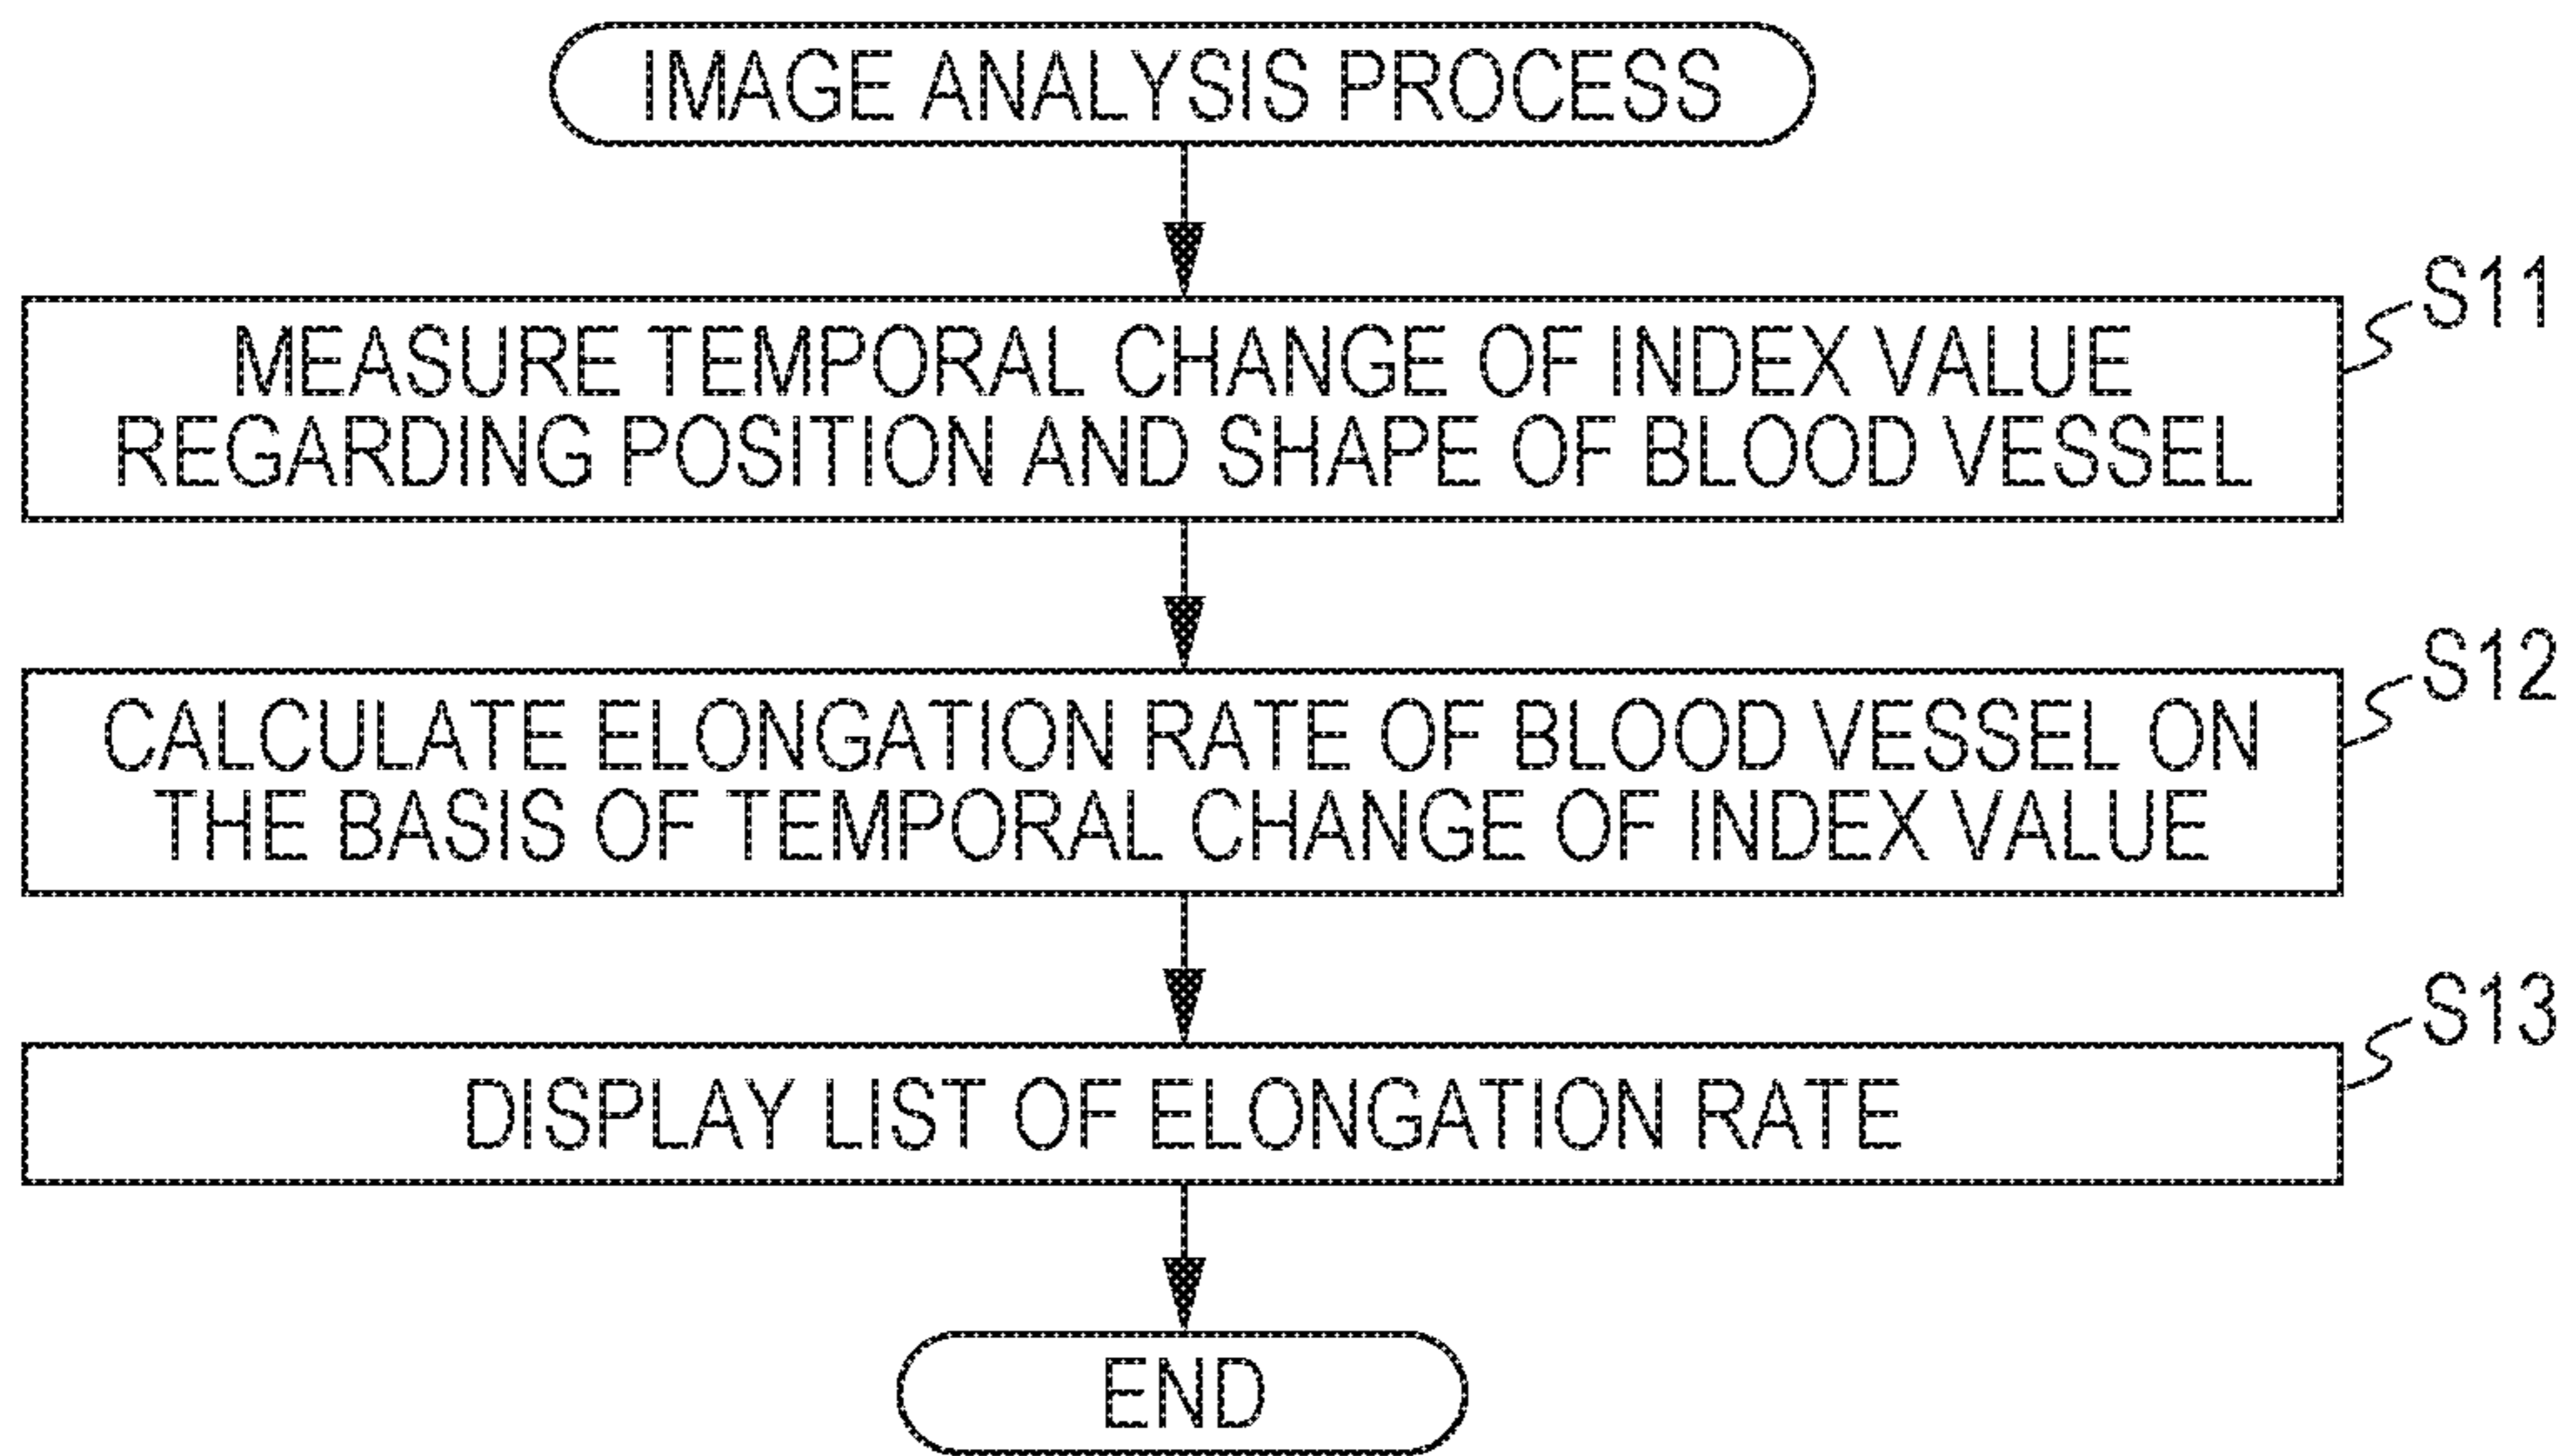 IMAGE ANALYSIS PROCESS
S11
MEASURE TEMPORAL CHANGE OF INDEX VALUE
REGARDING POSITION AND SHAPE OF BLOOD VESSEL
S12
CALCULATE ELONGATION RATE OF BLOOD VESSEL ON
THE BASIS OF TEMPORAL CHANGE OF INDEX VALUE
S13
DISPLAY LIST OF ELONGATION RATE
END